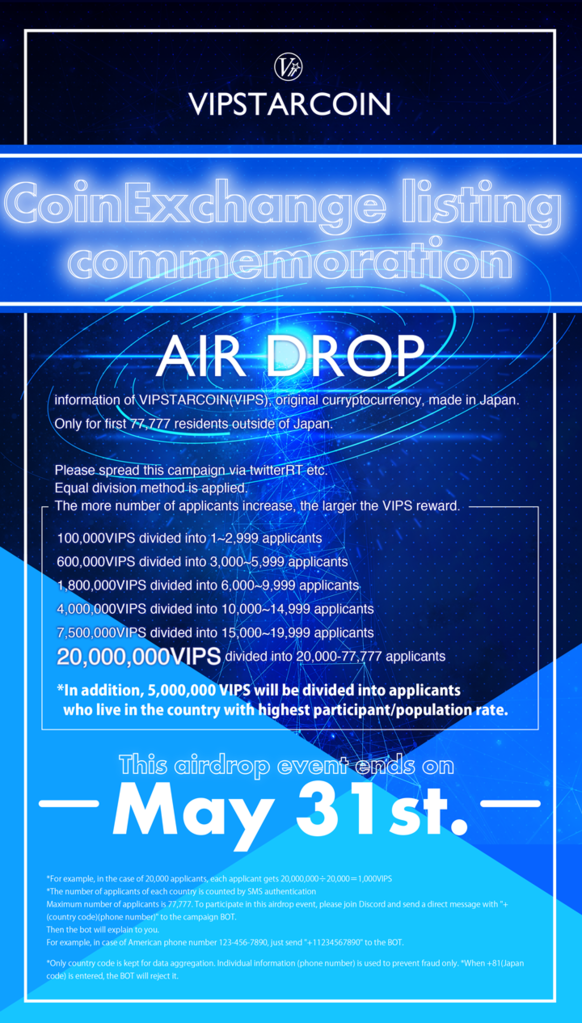 Vip
VIPSTARCOIN
CoinExchange listing
commemoration
AIR DROP
information of VIPSTARCOIN(VIPS), original curryptocurrency, made in Japan.
Only for first 77,777 residents outside of Japan.
Please spread this campaign via twitterRT etc.
Equal division method is applied.
The more number of applicants increase, the larger the VIPS reward.
100,000VIPS divided into 1~2,999 applicants
600,000VIPS divided into 3,000~5,999 applicants
1,800,000VIPS divided into 6,000~9,999 applicants
4,000,000VIPS divided into 10,000~14,999 applicants
7,500,000VIPS divided into 15,000~19,999 applicants
20,000,000VIPS divided into 20,000-77,777 applicants
*In addition, 5,000,000 VIPS will be divided into applicants
who live in the country with highest participant/population rate.
This airdrop event ends on
May 31st.
*For example, in the case of 20,000 applicants, each applicant gets 20,000,000÷20,000＝1,000VIPS
*The number of applicants of each country is counted by SMS authentication
Maximum number of applicants is 77,777. To participate in this airdrop event, please join Discord and send a direct message with "+
(country code)(phone number)" to the campaign BOT.
Then the bot will explain to you.
For example, in case of American phone number 123-456-7890, just send "+11234567890" to the BOT.
*Only country code is kept for data aggregation. Individual information (phone number) is used to prevent fraud only. *When +81(Japan
code) is entered, the BOT will reject it.